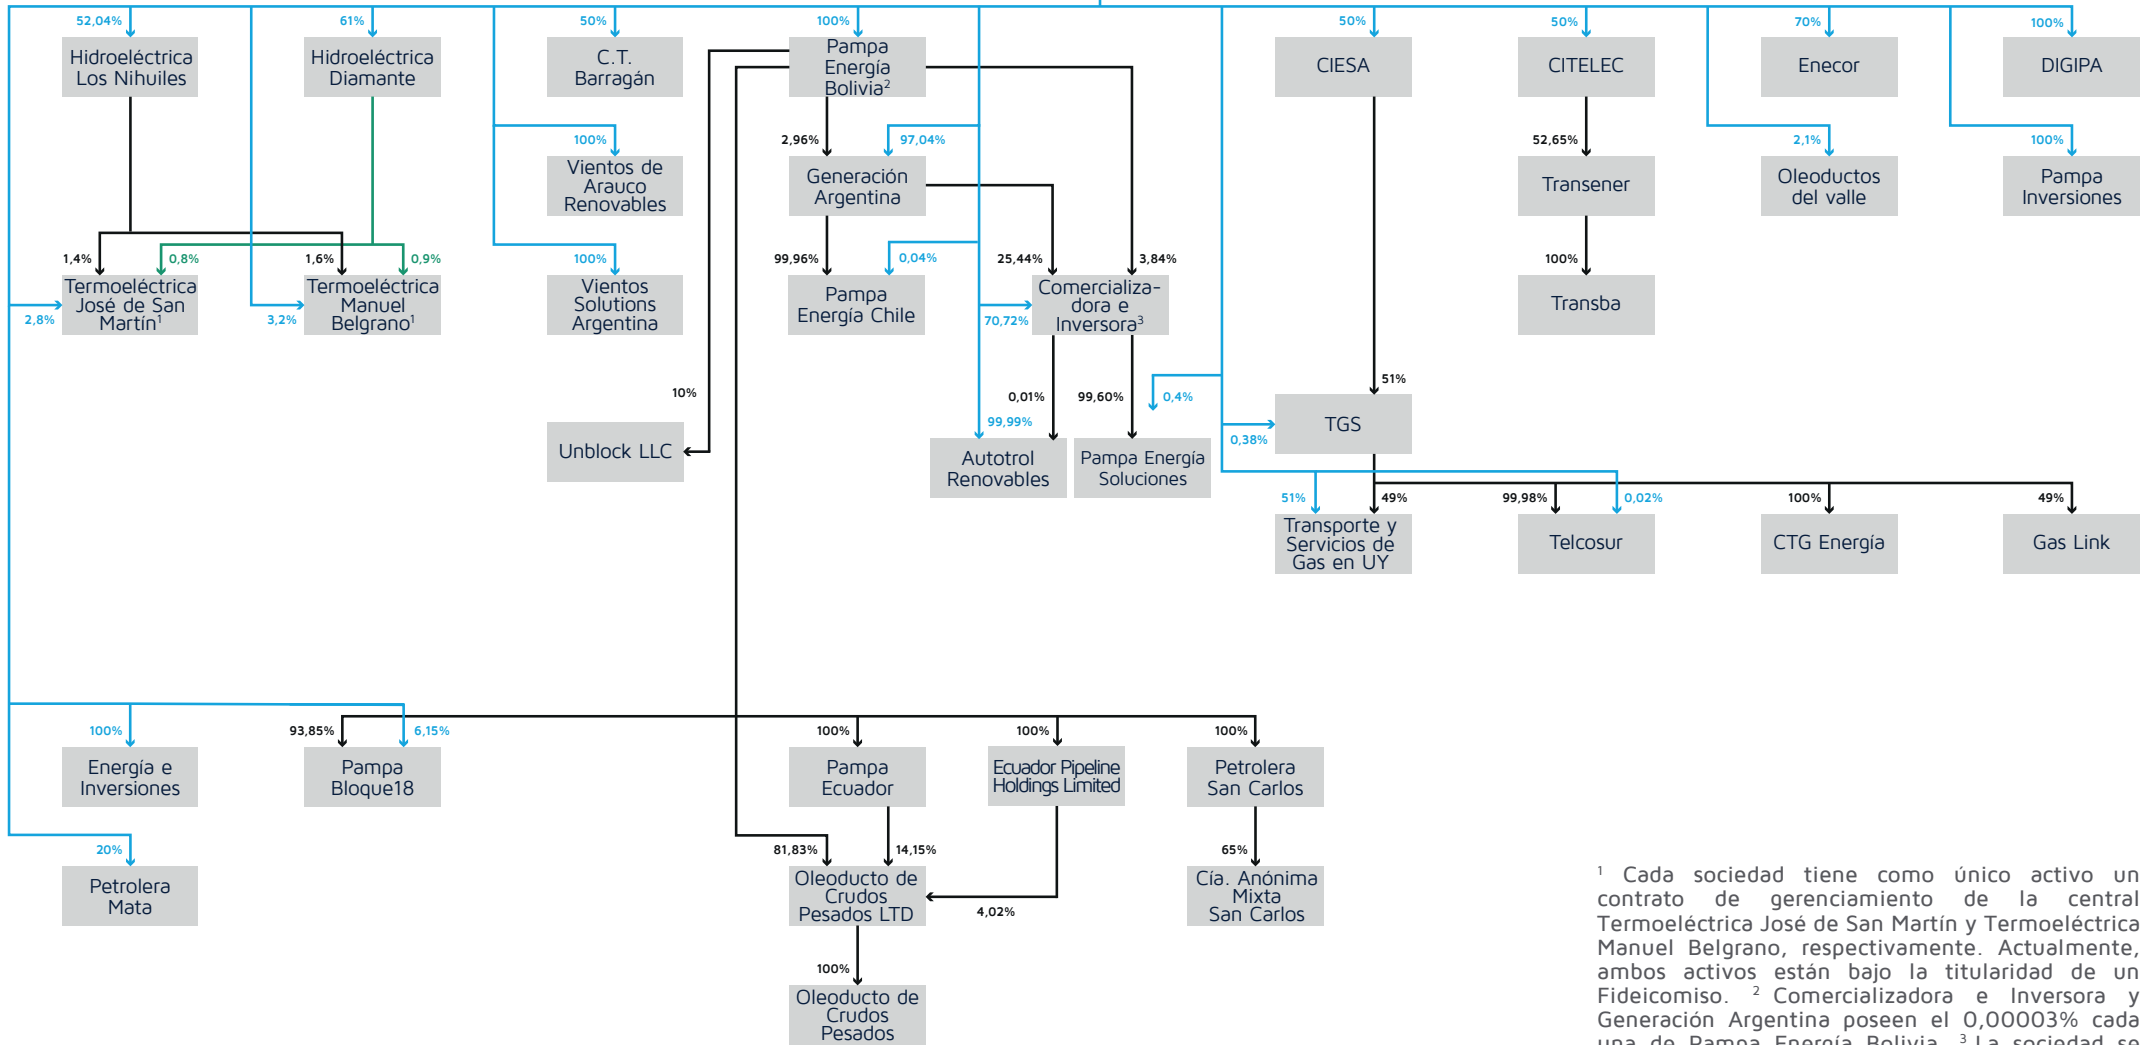 52,04%
61%
50%
100%
50%
50%
70%
100%
Hidroeléctrica
Los Nihuiles
Hidroeléctrica
Diamante
C.T.
Barragán
Pampa
Energía
Bolivia²
CIESA
CITELEC
Enecor
DIGIPA
100%
2,96%
97,04%
52,65%
2,1%
100%
Vientos de
Arauco
Renovables
Generación
Argentina
Transener
Oleoductos
del valle
Pampa
Inversiones
1,4%
0,8%
1,6%
0,9%
100%
99,96%
0,04%
25,44%
3,84%
100%
Termoeléctrica
José de San
Martín¹
Termoeléctrica
Manuel
Belgrano¹
Vientos
Solutions
Argentina
Pampa
Energía Chile
Comercializa-
dora e
Inversora³
Transba
2,8%
3,2%
70,72%
51%
10%
0,01%
99,60%
0,4%
99,99%
0,38%
TGS
Unblock LLC
Autotrol
Renovables
Pampa Energía
Soluciones
51%
49%
99,98%
0,02%
100%
49%
Transporte y
Servicios de
Gas en UY
Telcosur
CTG Energía
Gas Link
100%
93,85%
6,15%
100%
100%
100%
Energía e
Inversiones
Pampa
Bloque18
Pampa
Ecuador
Ecuador Pipeline
Holdings Limited
Petrolera
San Carlos
20%
81,83%
14,15%
65%
Petrolera
Mata
Oleoducto de
Crudos
Pesados LTD
4,02%
Cía. Anónima
Mixta
San Carlos
100%
Oleoducto de
Crudos
Pesados
¹ Cada sociedad tiene como único activo un
contrato de gerenciamiento de la central
Termoeléctrica José de San Martín y Termoeléctrica
Manuel Belgrano, respectivamente. Actualmente,
ambos activos están bajo la titularidad de un
Fideicomiso. ² Comercializadora e Inversora y
Generación Argentina poseen el 0,00003% cada
una de Pampa Energía Bolivia. ³ La sociedad se